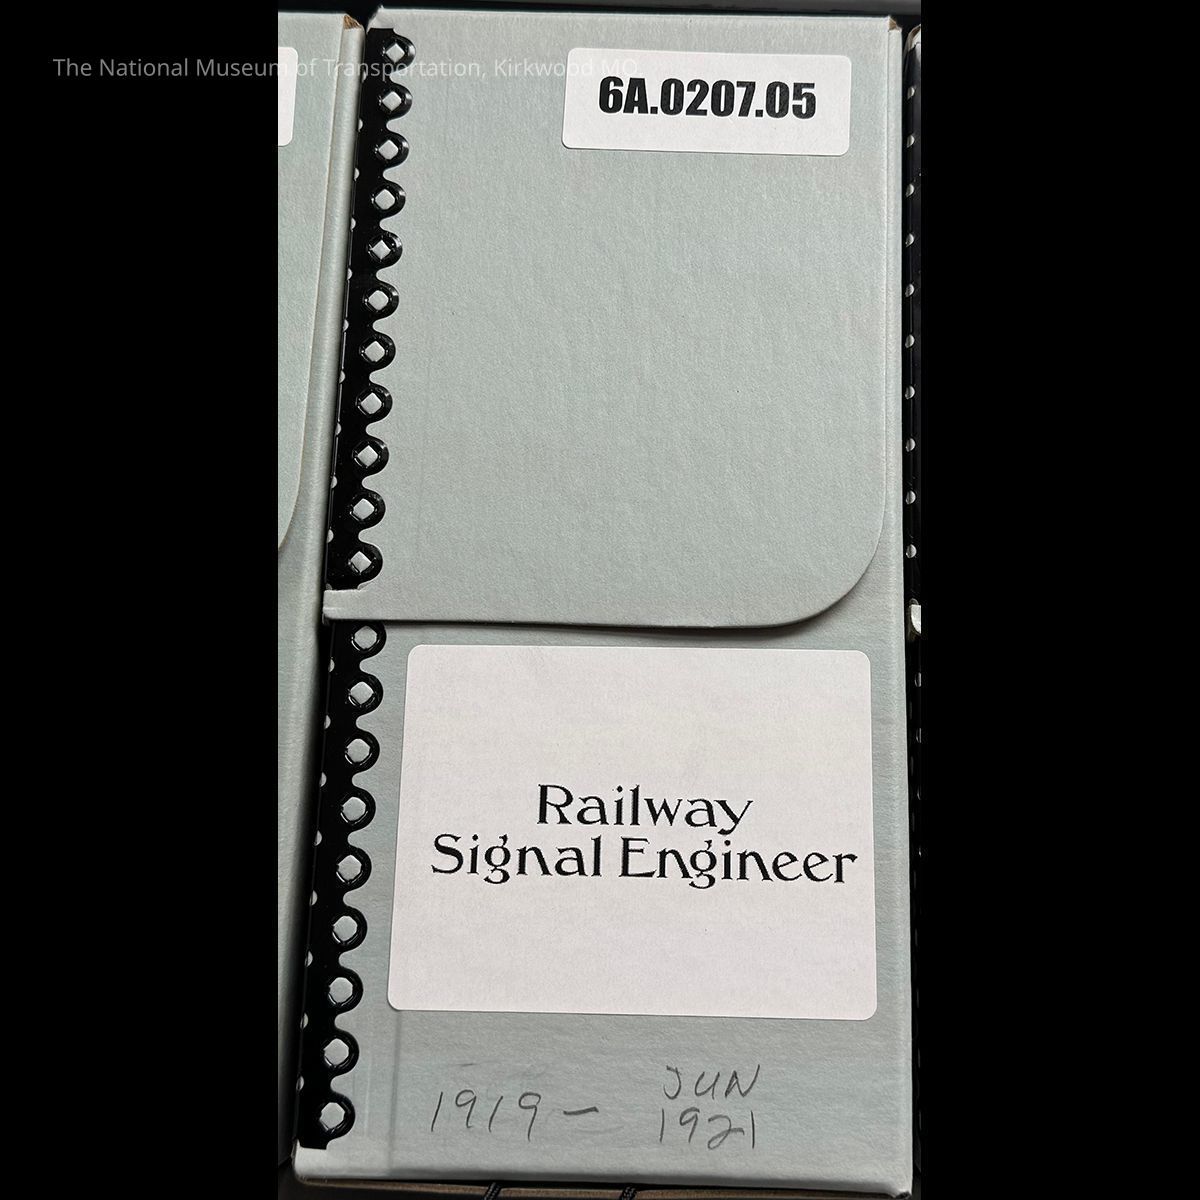 The National Museum of Transportation, Kirkwood MO
6A.0207.05
Railway
Signal Engineer
1919 - JUN
1921